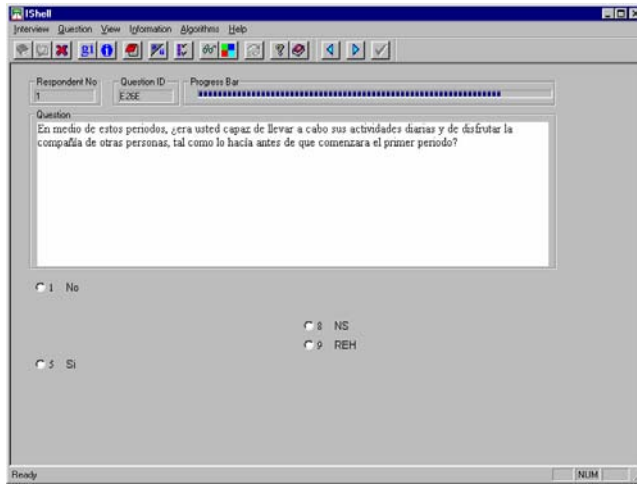 IShell
Interview Question View Information Algorithms Help
Respondent No
Question ID
Progress Bar
1
E26E
Question
En medio de estos periodos, ¿era usted capaz de llevar a cabo sus actividades diarias y de disfrutar la
compañía de otras personas, tal como lo hacía antes de que comenzara el primer periodo?
1 No
8 NS
9 REH
5 Si
Ready
NUM